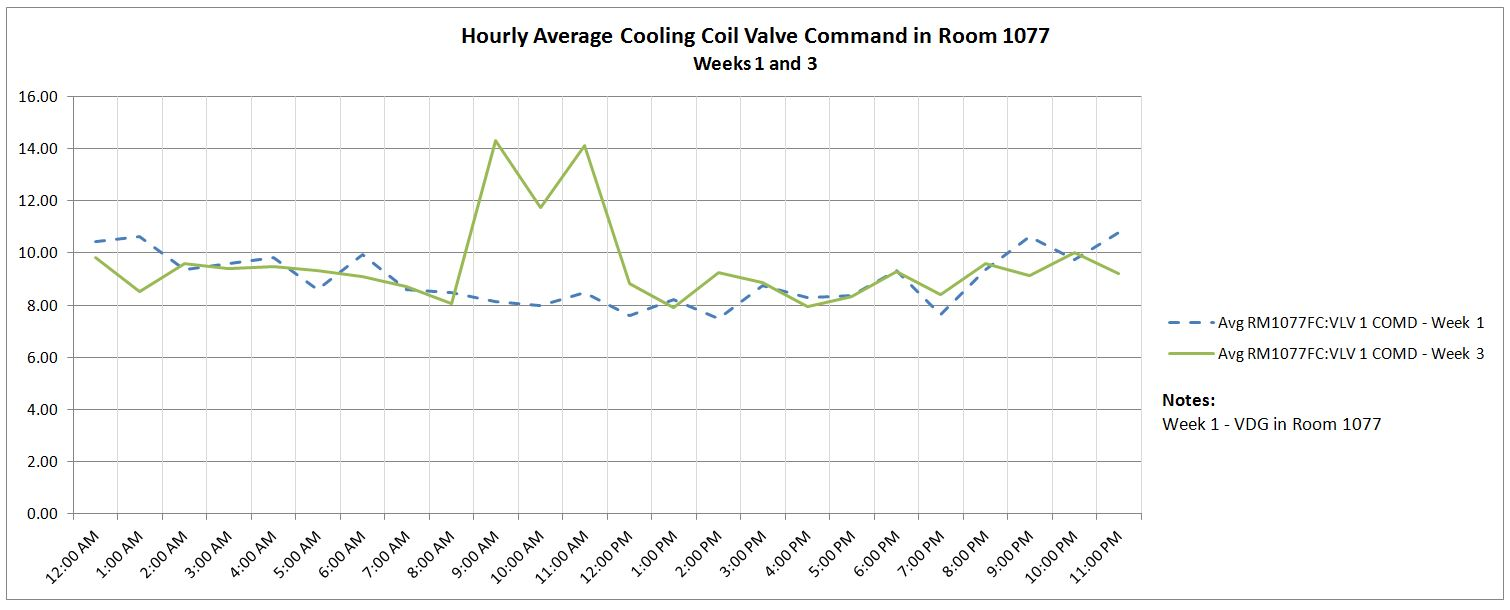 Hourly Average Cooling Coil Valve Command in Room 1077
Weeks 1 and 3
16.00
14.00
12.00
10.00
8.00
6.00
4.00
2.00
0.00
12:00 AM
1:00 AM
2:00 AM
3:00 AM
4:00 AM
5:00 AM
6:00 AM
7:00 AM
8:00 AM
9:00 AM
10:00 AM
11:00 AM
12:00 PM
1:00 PM
2:00 PM
3:00 PM
4:00 PM
5:00 PM
6:00 PM
7:00 PM
8:00 PM
9:00 PM
10:00 PM
11:00 PM
Avg RM1077FC:VLV 1 COMD - Week 1
Avg RM1077FC:VLV 1 COMD - Week 3
Notes:
Week 1 - VDG in Room 1077